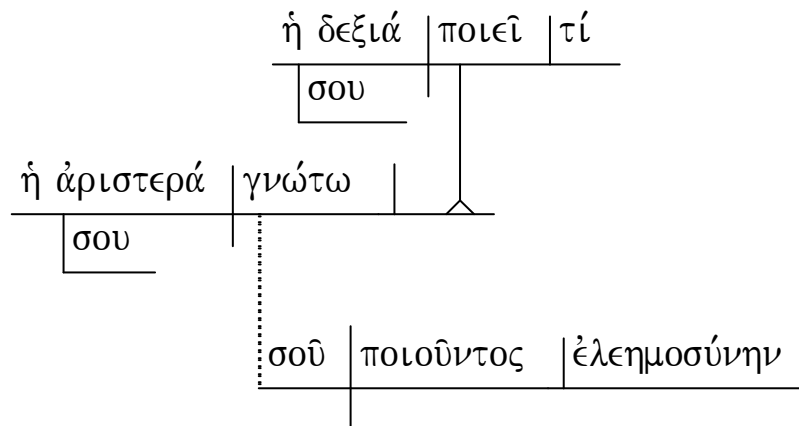 ἡ δεξιά ποιεῖ τί
σου
ἡ ἀριστερά γνώτω
σου
σοῦ ποιοῦντος ἐλεημοσύνην